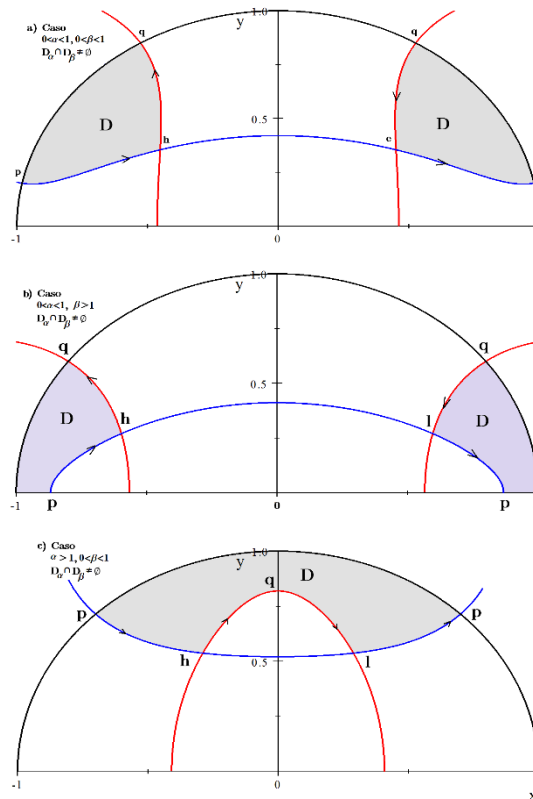 a) Caso
0<α<1, 0<β<1
D_α∩D_β≠∅
y
1.0
q
q
D
D
0.5
h
c
p
-1
0
b) Caso
0<α<1, β>1
D_α∩D_β≠∅
y
1.0
q
q
0.5
D
D
h
l
-1
p
0
p
c) Caso
α>1, 0<β<1
D_α∩D_β≠∅
y
1.0
q
D
p
p
h
0.5
l
-1
0
x